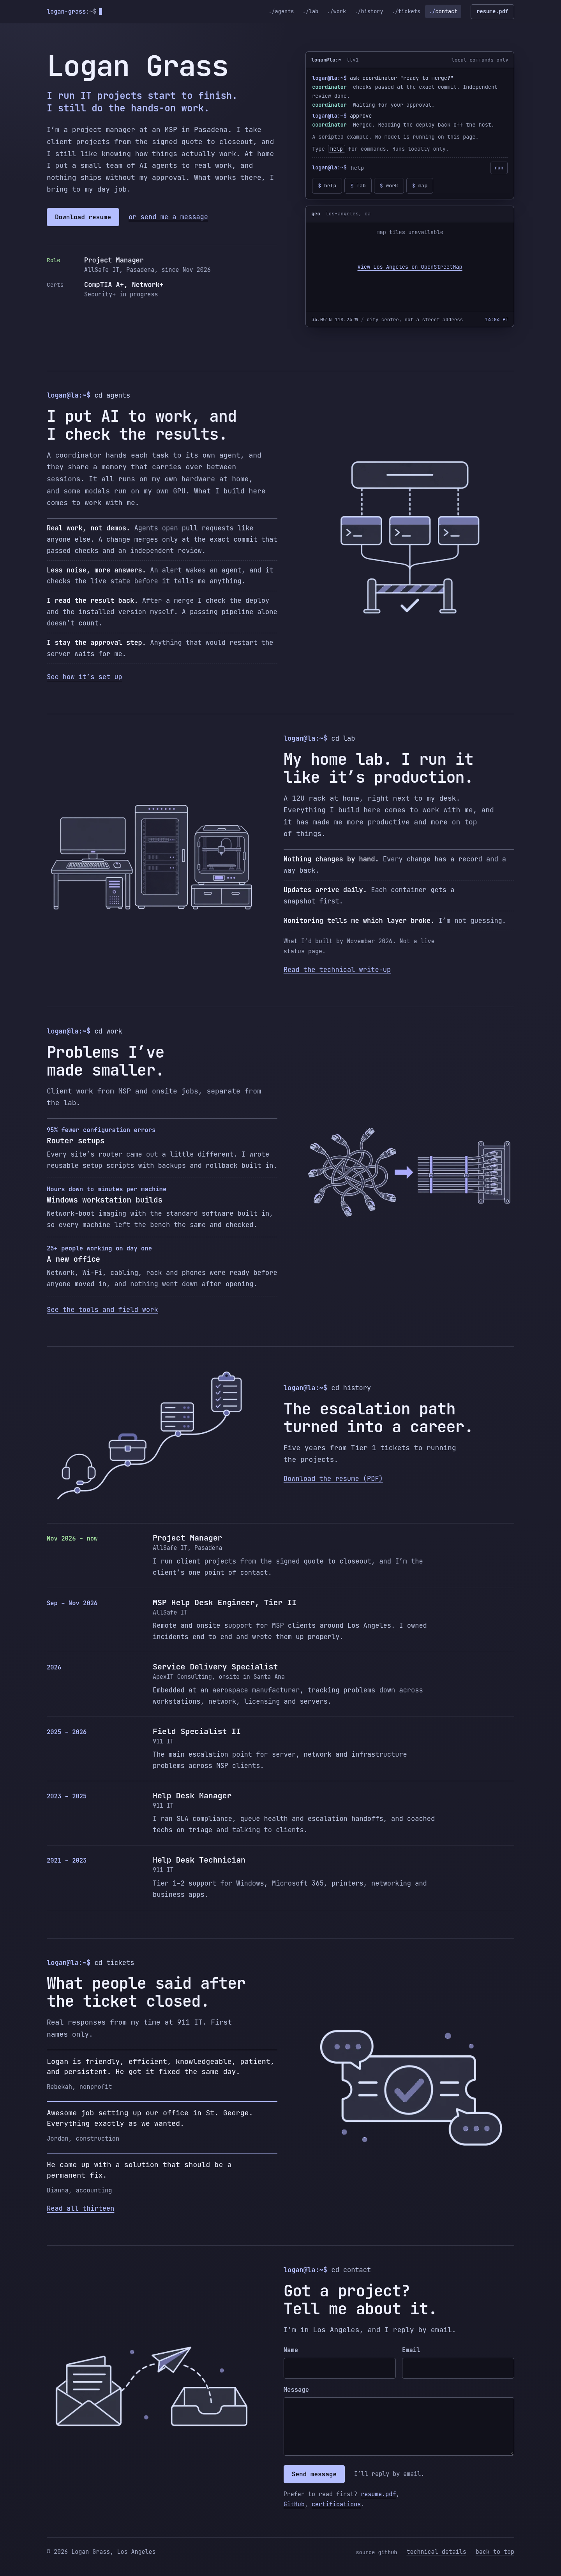 logan-grass:~$
./agents ./lab ./work ./history ./tickets ./contact resume.pdf
Logan Grass
I run IT projects start to finish.
I still do the hands-on work.
I'm a project manager at an MSP in Pasadena. I take
client projects from the signed quote to closeout, and
I still like knowing how things actually work. At home
I put a small team of AI agents to real work, and
nothing ships without my approval. What works there, I
bring to my day job.
Download resume or send me a message
Role Project Manager
AllSafe IT, Pasadena, since Nov 2026
Certs CompTIA A+, Network+
Security+ in progress
logan@la:~ tty1 local commands only
logan@la:~$ ask coordinator "ready to merge?"
coordinator checks passed at the exact commit. Independent
review done.
coordinator Waiting for your approval.
logan@la:~$ approve
coordinator Merged. Reading the deploy back off the host.
A scripted example. No model is running on this page.
Type help for commands. Runs locally only.
logan@la:~$ help run
$ help $ lab $ work $ map
geo los-angeles, ca
map tiles unavailable
View Los Angeles on OpenStreetMap
34.05°N 118.24°W / city centre, not a street address 14:04 PT
logan@la:~$ cd agents
I put AI to work, and
I check the results.
A coordinator hands each task to its own agent, and
they share a memory that carries over between
sessions. It all runs on my own hardware at home,
and some models run on my own GPU. What I build here
comes to work with me.
Real work, not demos. Agents open pull requests like
anyone else. A change merges only at the exact commit that
passed checks and an independent review.
Less noise, more answers. An alert wakes an agent, and it
checks the live state before it tells me anything.
I read the result back. After a merge I check the deploy
and the installed version myself. A passing pipeline alone
doesn't count.
I stay the approval step. Anything that would restart the
server waits for me.
See how it's set up
logan@la:~$ cd lab
My home lab. I run it
like it's production.
A 12U rack at home, right next to my desk.
Everything I build here comes to work with me, and
it has made me more productive and more on top
of things.
Nothing changes by hand. Every change has a record and a
way back.
Updates arrive daily. Each container gets a
snapshot first.
Monitoring tells me which layer broke. I'm not guessing.
What I'd built by November 2026. Not a live
status page.
Read the technical write-up
logan@la:~$ cd work
Problems I've
made smaller.
Client work from MSP and onsite jobs, separate from
the lab.
95% fewer configuration errors
Router setups
Every site's router came out a little different. I wrote
reusable setup scripts with backups and rollback built in.
Hours down to minutes per machine
Windows workstation builds
Network-boot imaging with the standard software built in,
so every machine left the bench the same and checked.
25+ people working on day one
A new office
Network, Wi-Fi, cabling, rack and phones were ready before
anyone moved in, and nothing went down after opening.
See the tools and field work
logan@la:~$ cd history
The escalation path
turned into a career.
Five years from Tier 1 tickets to running
the projects.
Download the resume (PDF)
Nov 2026 – now Project Manager
AllSafe IT, Pasadena
I run client projects from the signed quote to closeout, and I'm the
client's one point of contact.
Sep – Nov 2026 MSP Help Desk Engineer, Tier II
AllSafe IT
Remote and onsite support for MSP clients around Los Angeles. I owned
incidents end to end and wrote them up properly.
2026 Service Delivery Specialist
ApexIT Consulting, onsite in Santa Ana
Embedded at an aerospace manufacturer, tracking problems down across
workstations, network, licensing and servers.
2025 – 2026 Field Specialist II
911 IT
The main escalation point for server, network and infrastructure
problems across MSP clients.
2023 – 2025 Help Desk Manager
911 IT
I ran SLA compliance, queue health and escalation handoffs, and coached
techs on triage and talking to clients.
2021 – 2023 Help Desk Technician
911 IT
Tier 1–2 support for Windows, Microsoft 365, printers, networking and
business apps.
logan@la:~$ cd tickets
What people said after
the ticket closed.
Real responses from my time at 911 IT. First
names only.
Logan is friendly, efficient, knowledgeable, patient,
and persistent. He got it fixed the same day.
Rebekah, nonprofit
Awesome job setting up our office in St. George.
Everything exactly as we wanted.
Jordan, construction
He came up with a solution that should be a
permanent fix.
Dianna, accounting
Read all thirteen
logan@la:~$ cd contact
Got a project?
Tell me about it.
I'm in Los Angeles, and I reply by email.
Name Email
Message
Send message I'll reply by email.
Prefer to read first? resume.pdf,
GitHub, certifications.
© 2026 Logan Grass, Los Angeles
source github technical details back to top